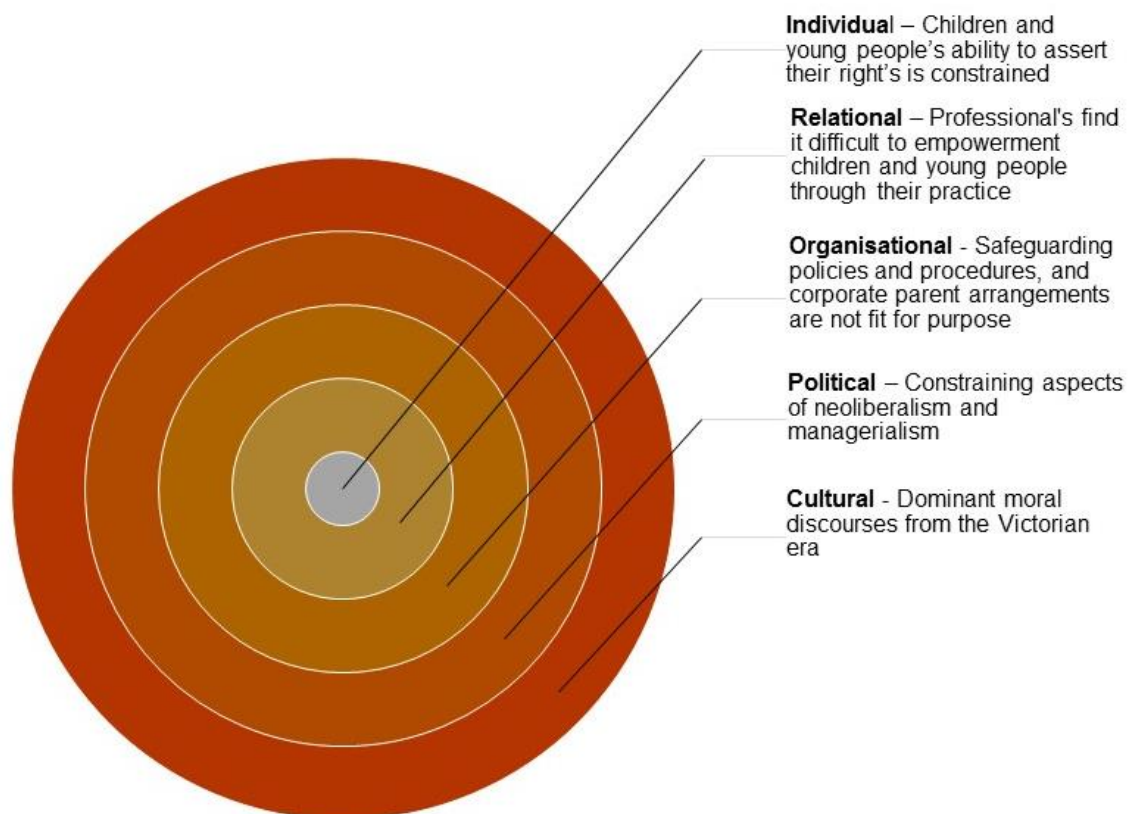 Individual – Children and
young people's ability to assert
their right's is constrained
Relational – Professional's find
it difficult to empowerment
children and young people
through their practice
Organisational - Safeguarding
policies and procedures, and
corporate parent arrangements
are not fit for purpose
Political – Constraining aspects
of neoliberalism and
managerialism
Cultural - Dominant moral
discourses from the Victorian
era